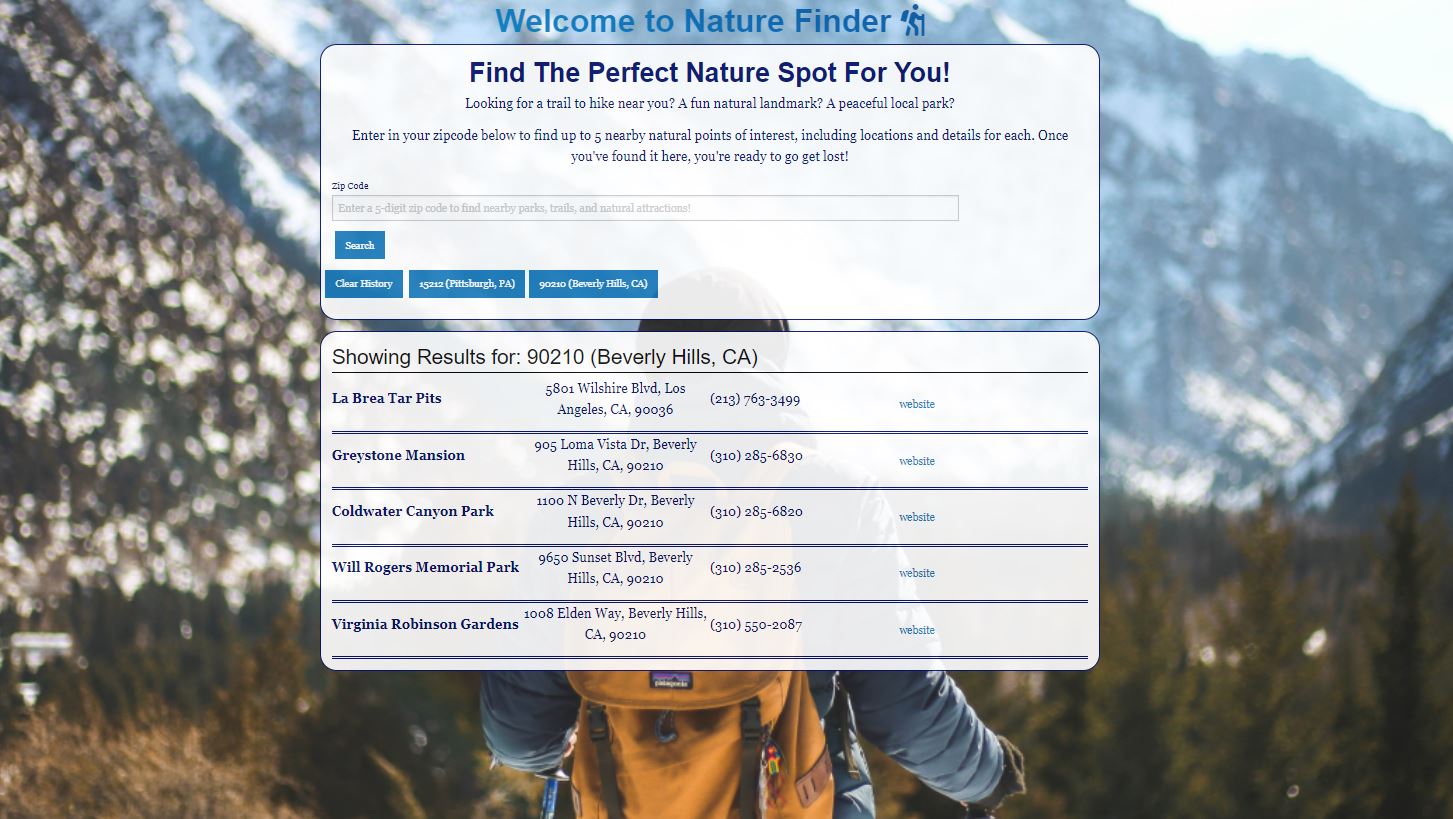 Welcome to Nature Finder
Find The Perfect Nature Spot For You!
Looking for a trail to hike near you? A fun natural landmark? A peaceful local park?
Enter in your zipcode below to find up to 5 nearby natural points of interest, including locations and details for each. Once
you've found it here, you're ready to go get lost!
Zip Code
Enter a 5-digit zip code to find nearby parks, trails, and natural attractions!
Search
Clear History 15212 (Pittsburgh, PA) 90210 (Beverly Hills, CA)
Showing Results for: 90210 (Beverly Hills, CA)
La Brea Tar Pits
5801 Wilshire Blvd, Los
Angeles, CA, 90036
(213) 763-3499
website
Greystone Mansion
905 Loma Vista Dr, Beverly
Hills, CA, 90210
(310) 285-6830
website
Coldwater Canyon Park
1100 N Beverly Dr, Beverly
Hills, CA, 90210
(310) 285-6820
website
Will Rogers Memorial Park
9650 Sunset Blvd, Beverly
Hills, CA, 90210
(310) 285-2536
website
Virginia Robinson Gardens
1008 Elden Way, Beverly Hills,
CA, 90210
(310) 550-2087
website
patagonia